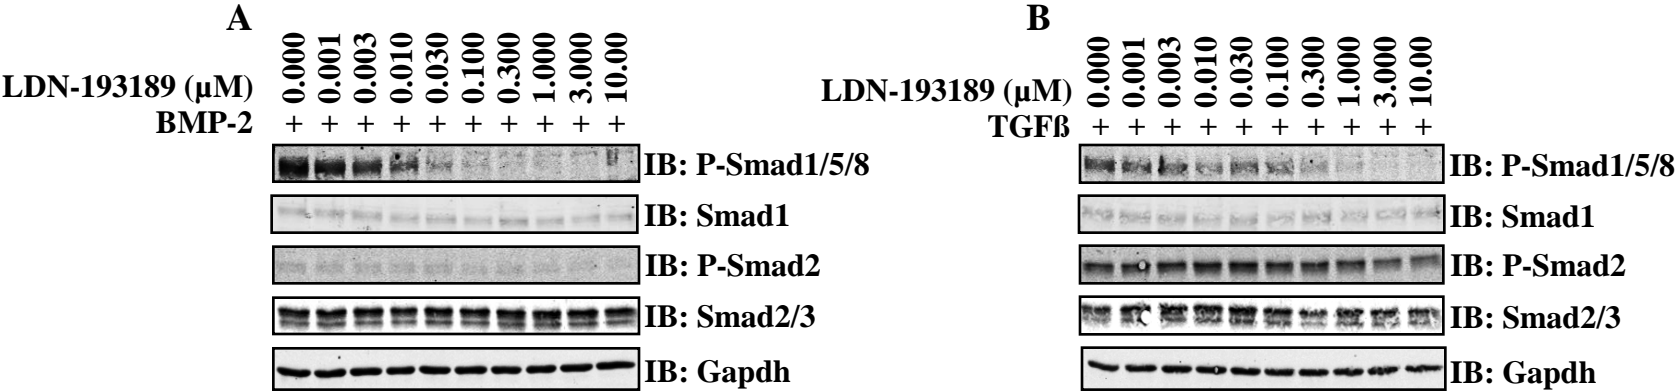 A
LDN-193189 (µM) 0.000 0.001 0.003 0.010 0.030 0.100 0.300 1.000 3.000 10.00
BMP-2 + + + + + + + + + +
IB: P-Smad1/5/8
IB: Smad1
IB: P-Smad2
IB: Smad2/3
IB: Gapdh
B
LDN-193189 (µM) 0.000 0.001 0.003 0.010 0.030 0.100 0.300 1.000 3.000 10.00
TGFß + + + + + + + + + +
IB: P-Smad1/5/8
IB: Smad1
IB: P-Smad2
IB: Smad2/3
IB: Gapdh